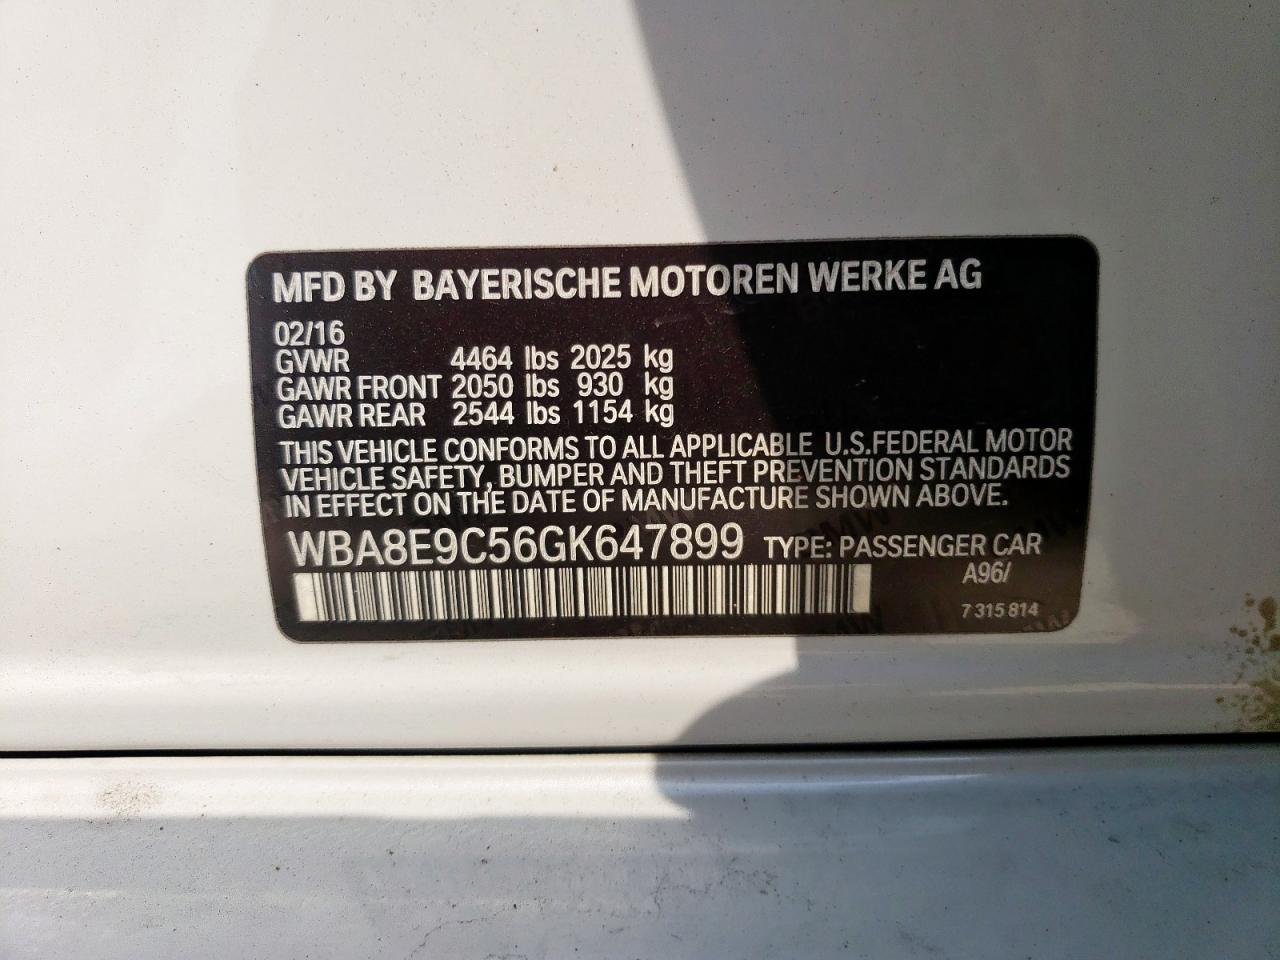 MFD BY BAYERISCHE MOTOREN WERKE AG
02/16
GVWR 4464 lbs 2025 kg
GAWR FRONT 2050 lbs 930 kg
GAWR REAR 2544 lbs 1154 kg
THIS VEHICLE CONFORMS TO ALL APPLICABLE U.S.FEDERAL MOTOR
VEHICLE SAFETY, BUMPER AND THEFT PREVENTION STANDARDS
IN EFFECT ON THE DATE OF MANUFACTURE SHOWN ABOVE.
WBA8E9C56GK647899 TYPE: PASSENGER CAR
A96/
7 315 814